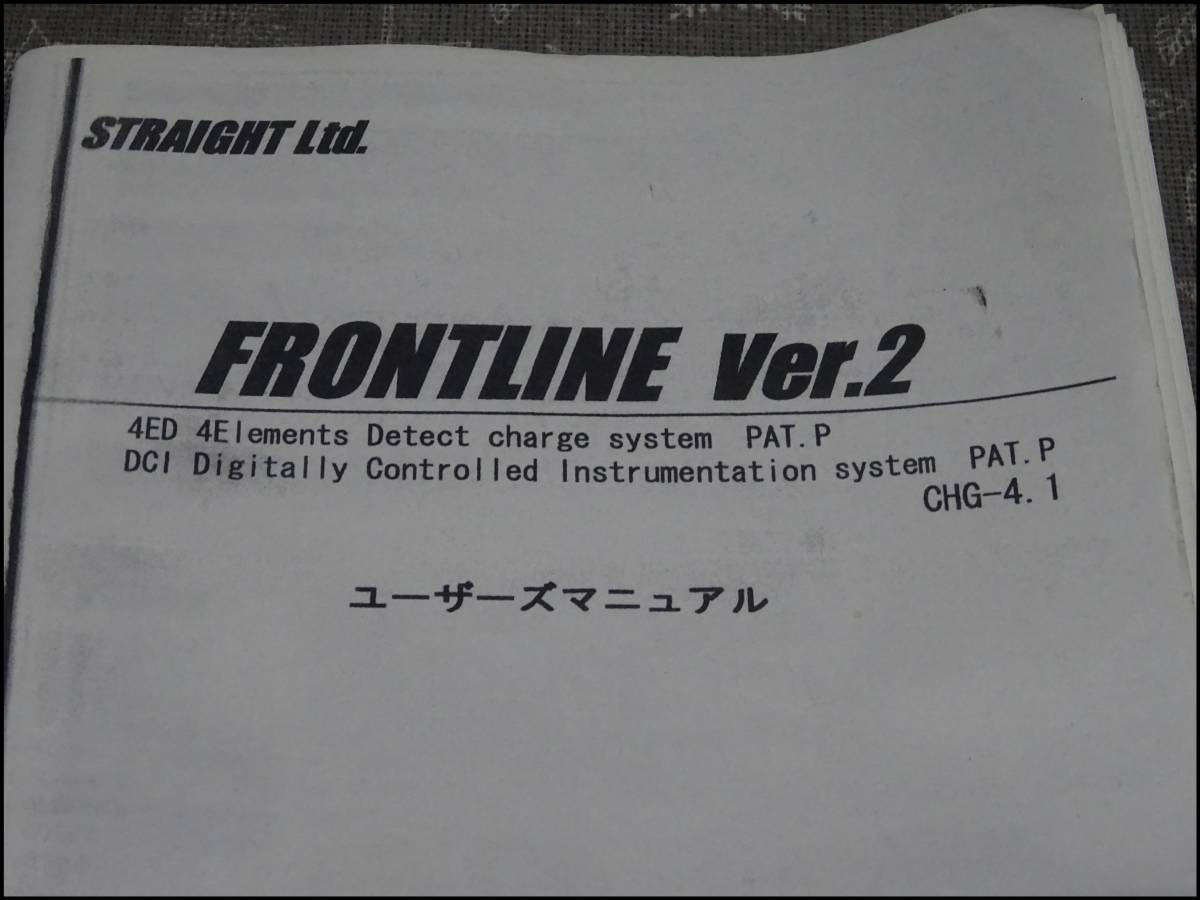 STRAIGHT Ltd.
FRONTLINE Ver.2
4ED 4Elements Detect charge system PAT.P
DCI Digitally Controlled Instrumentation system PAT.P
CHG-4.1
ユーザーズマニュアル